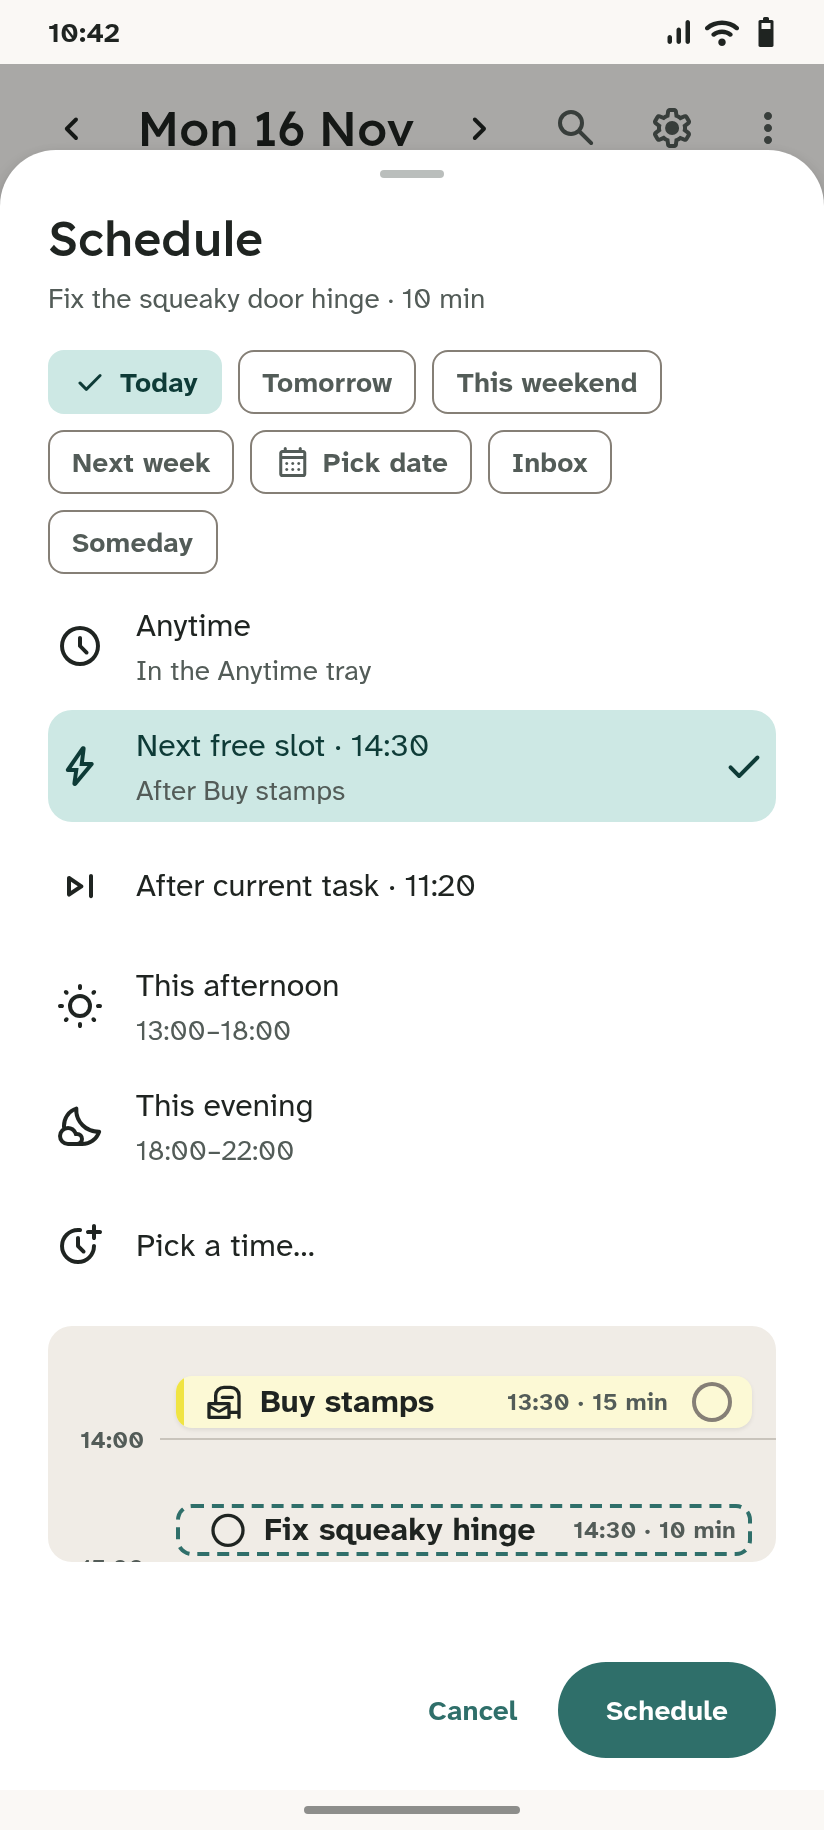 10:42
Mon 16 Nov
Schedule
Fix the squeaky door hinge · 10 min
Today
Tomorrow
This weekend
Next week
Pick date
Inbox
Someday
Anytime
In the Anytime tray
Next free slot · 14:30
After Buy stamps
After current task · 11:20
This afternoon
13:00–18:00
This evening
18:00–22:00
Pick a time...
Buy stamps
13:30 · 15 min
14:00
Fix squeaky hinge
14:30 · 10 min
Cancel
Schedule